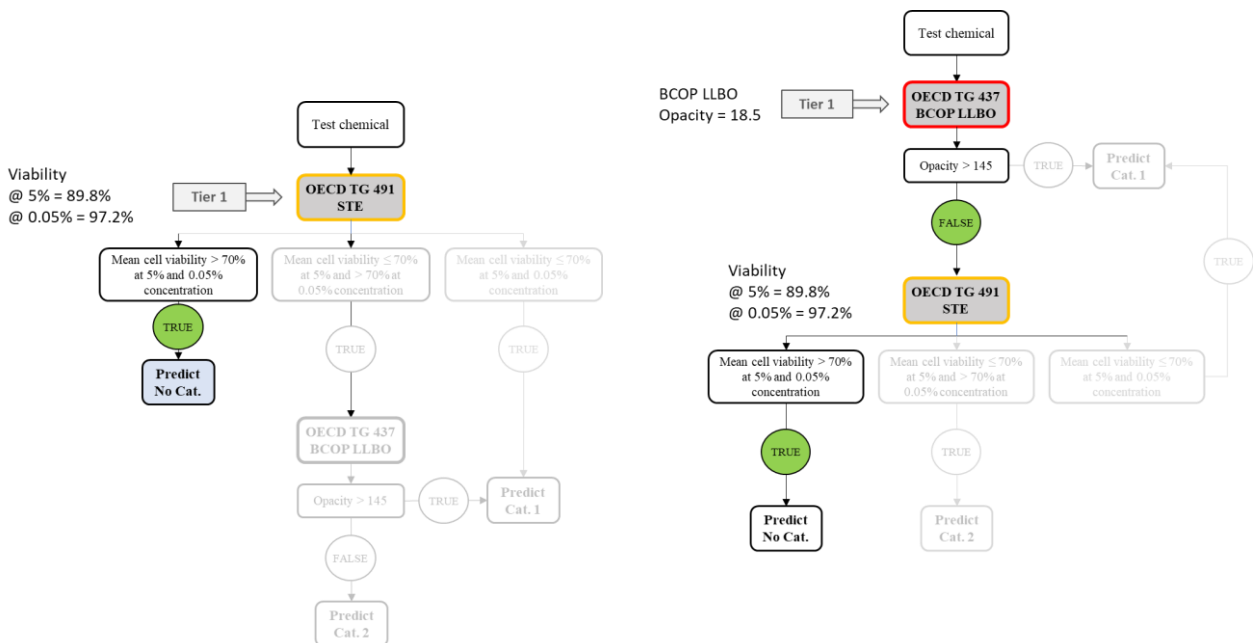 Test chemical
Viability
@ 5% = 89.8%
@ 0.05% = 97.2%
Tier 1
OECD TG 491
STE
Mean cell viability > 70%
at 5% and 0.05%
concentration
Mean cell viability ≤ 70%
at 5% and > 70% at
0.05% concentration
Mean cell viability ≤ 70%
at 5% and 0.05%
concentration
TRUE
TRUE
TRUE
Predict
No Cat.
OECD TG 437
BCOP LLBO
Opacity > 145
TRUE
Predict
Cat. 1
FALSE
Predict
Cat. 2
Test chemical
BCOP LLBO
Opacity = 18.5
Tier 1
OECD TG 437
BCOP LLBO
Opacity > 145
TRUE
Predict
Cat. 1
FALSE
TRUE
Viability
@ 5% = 89.8%
@ 0.05% = 97.2%
OECD TG 491
STE
Mean cell viability > 70%
at 5% and 0.05%
concentration
Mean cell viability ≤ 70%
at 5% and > 70% at
0.05% concentration
Mean cell viability ≤ 70%
at 5% and 0.05%
concentration
TRUE
TRUE
Predict
No Cat.
Predict
Cat. 2